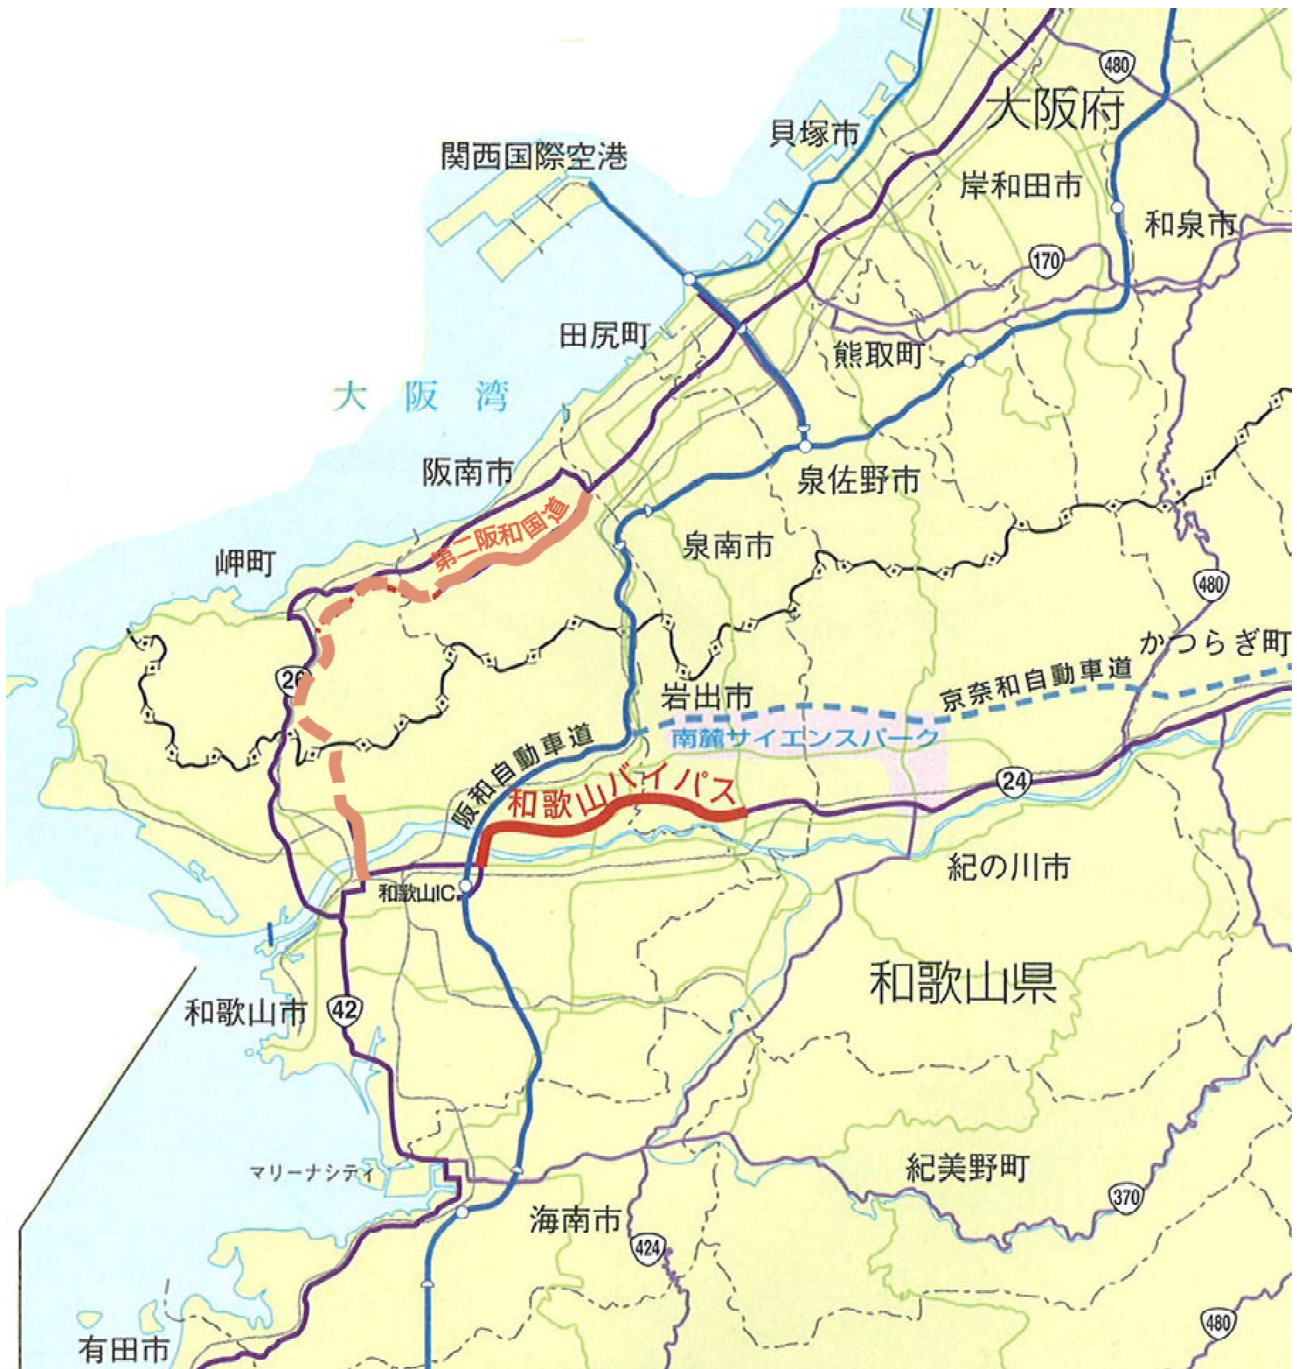 480
大阪府
貝塚市
関西国際空港
岸和田市
和泉市
170
田尻町
熊取町
大阪湾
阪南市
泉佐野市
第二阪和国道
泉南市
岬町
480
かつらぎ町
26
岩出市
京奈和自動車道
南麓サイエンスパーク
阪和自動車道
和歌山バイパス
24
紀の川市
和歌山IC
和歌山県
和歌山市
42
マリーナシティ
紀美野町
370
海南市
424
480
有田市